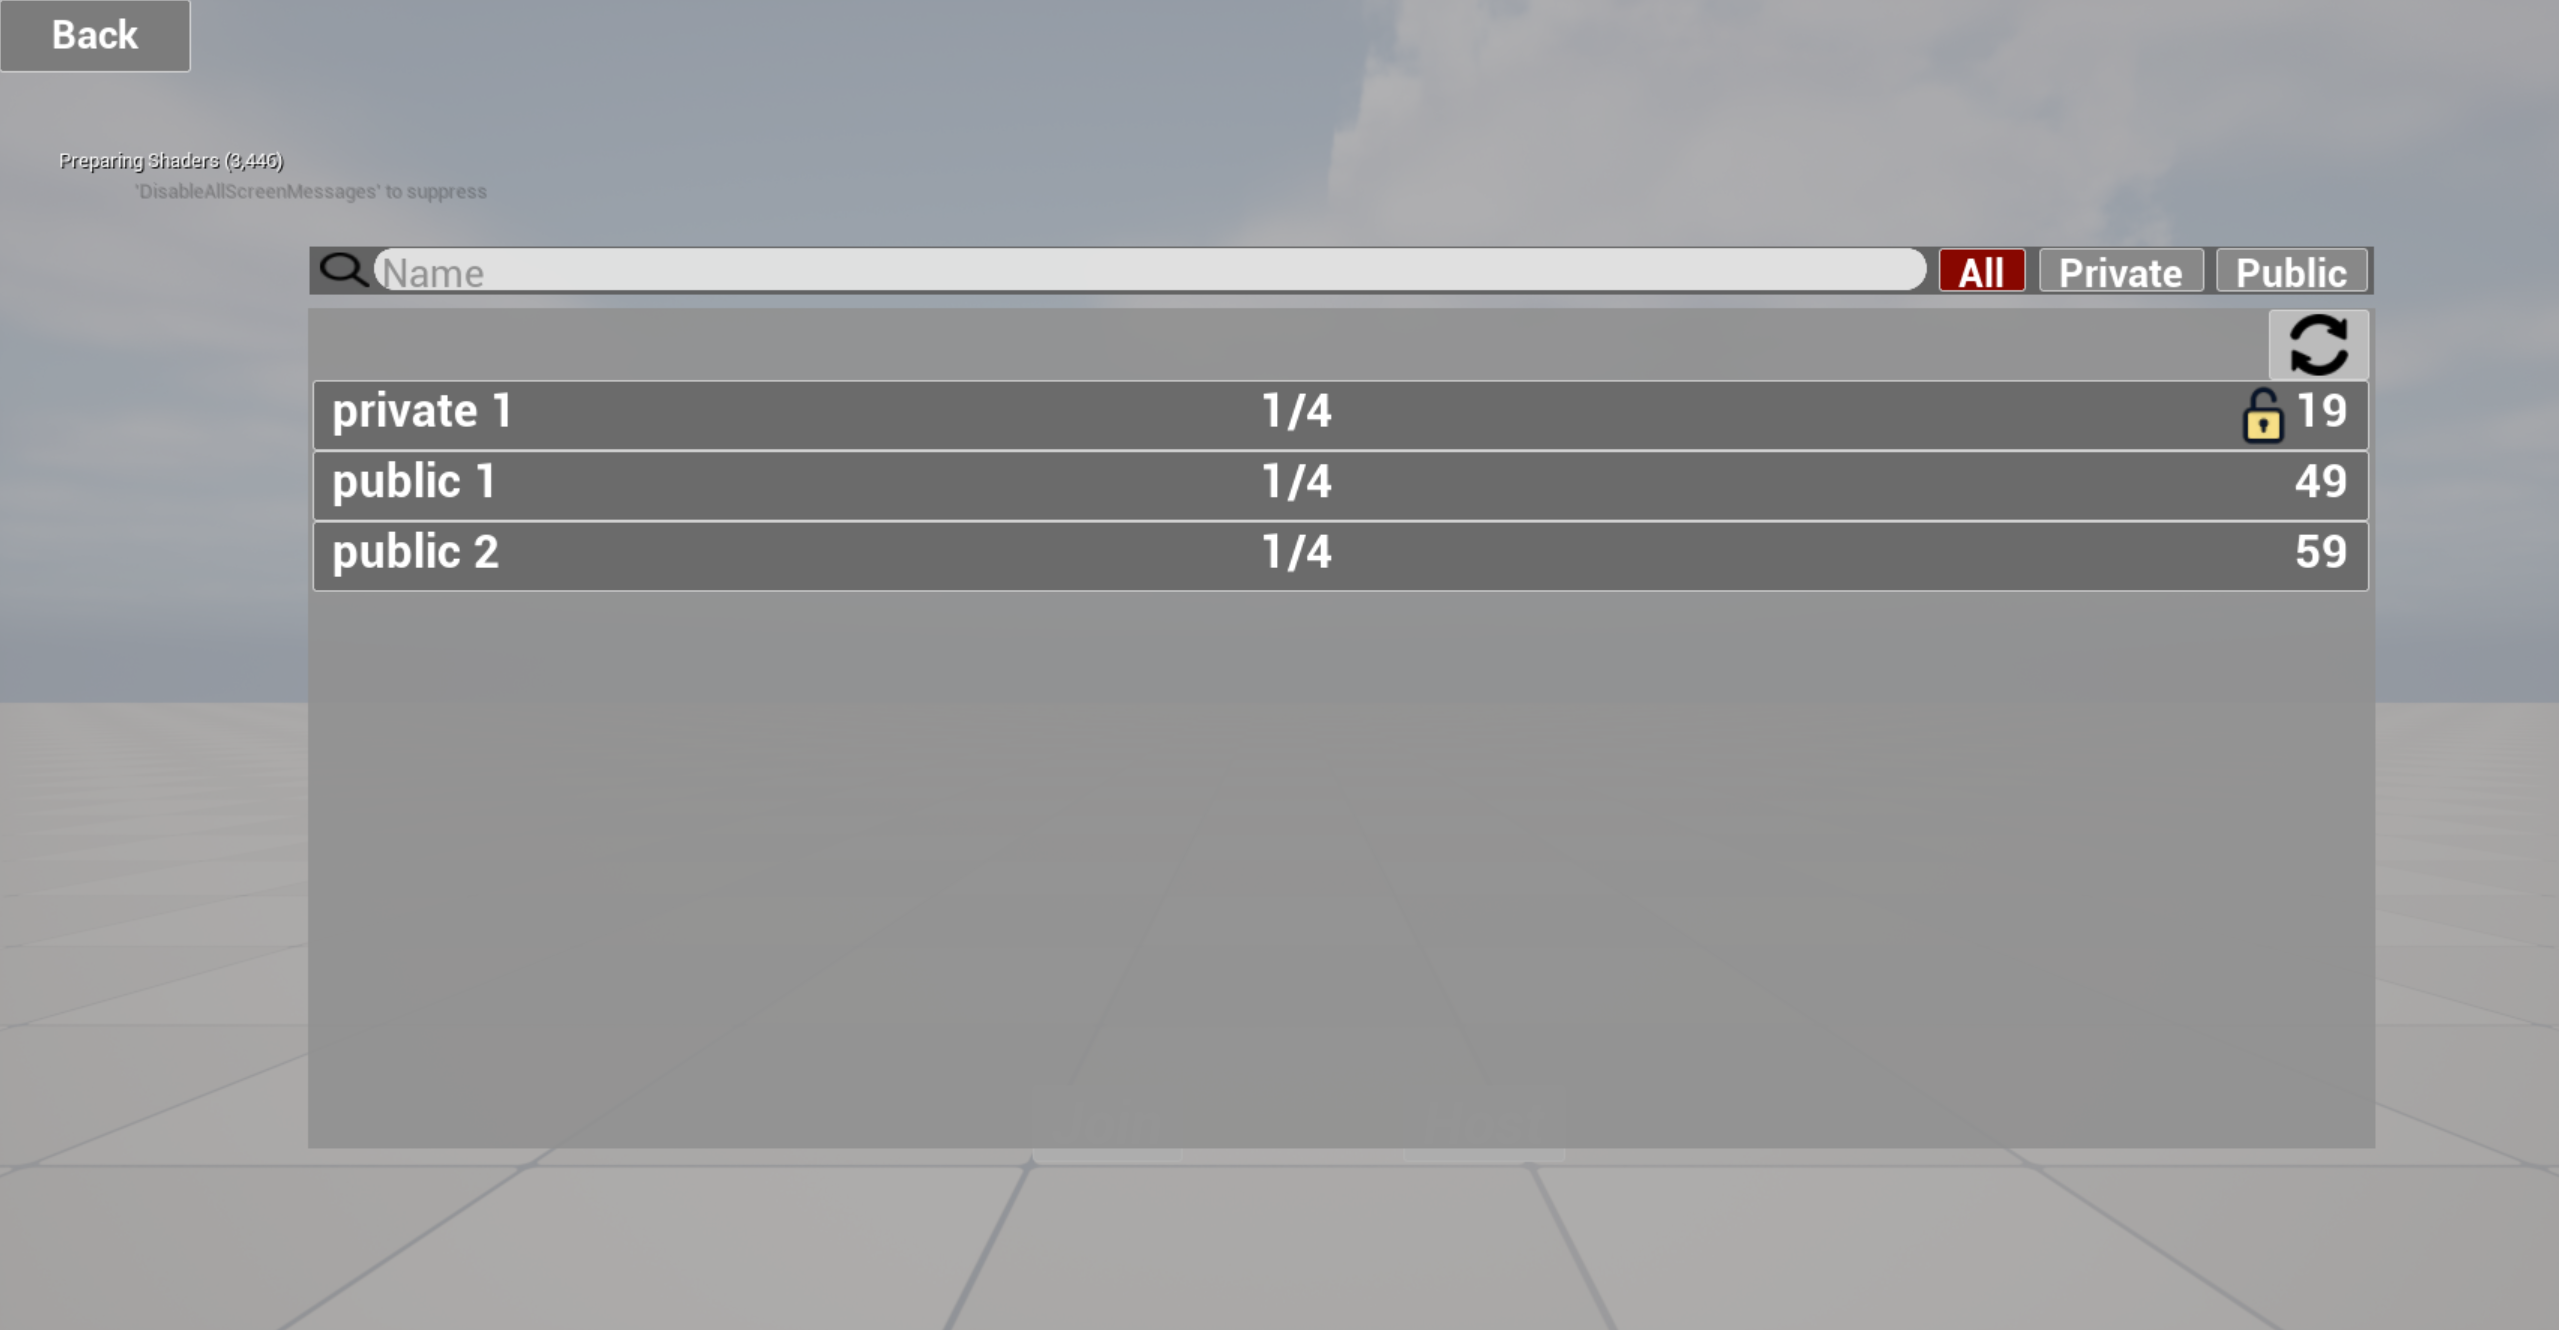 Back
Preparing Shaders (3,446)
'DisableAllScreenMessages' to suppress
Name All Private Public
private 1 1/4 19
public 1 1/4 49
public 2 1/4 59